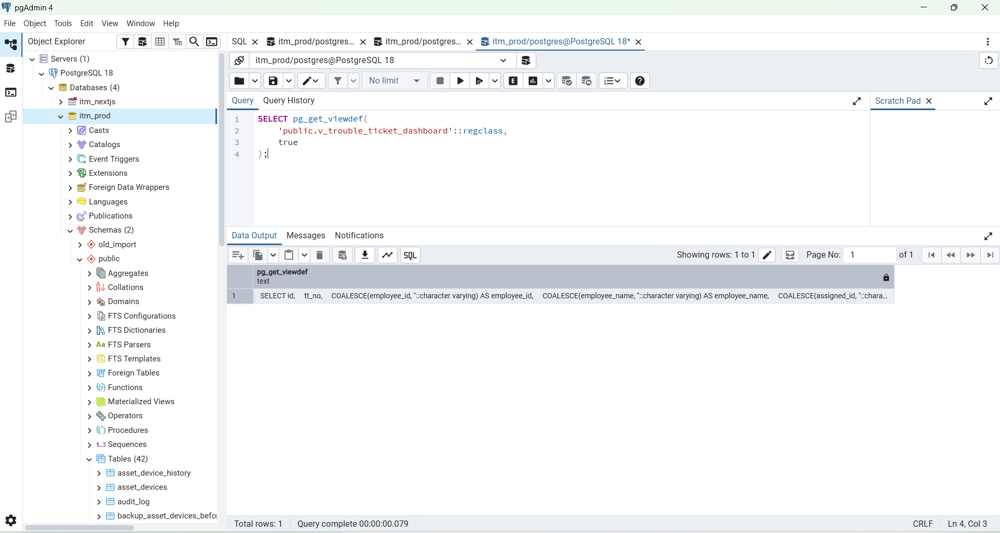 pgAdmin 4
File Object Tools Edit View Window Help
Object Explorer
SQL
itm_prod/postgres...
itm_prod/postgres...
itm_prod/postgres@PostgreSQL 18*
Servers (1)
PostgreSQL 18
Databases (4)
itm_nextjs
itm_prod
Casts
Catalogs
Event Triggers
Extensions
Foreign Data Wrappers
Languages
Publications
Schemas (2)
old_import
public
Aggregates
Collations
Domains
FTS Configurations
FTS Dictionaries
Aa FTS Parsers
FTS Templates
Foreign Tables
Functions
Materialized Views
Operators
Procedures
1..3 Sequences
Tables (42)
asset_device_history
asset_devices
audit_log
backup_asset_devices_befo
itm_prod/postgres@PostgreSQL 18
No limit
E
Query Query History
Scratch Pad
1 SELECT pg_get_viewdef(
2 'public.v_trouble_ticket_dashboard'::regclass,
3 true
4 );
Data Output Messages Notifications
SQL
Showing rows: 1 to 1
Page No: 1 of 1
pg_get_viewdef
text
1 SELECT id, tt_no, COALESCE(employee_id, ''::character varying) AS employee_id, COALESCE(employee_name, ''::character varying) AS employee_name, COALESCE(assigned_id, ''::chara...
Total rows: 1 Query complete 00:00:00.079 CRLF Ln 4, Col 3